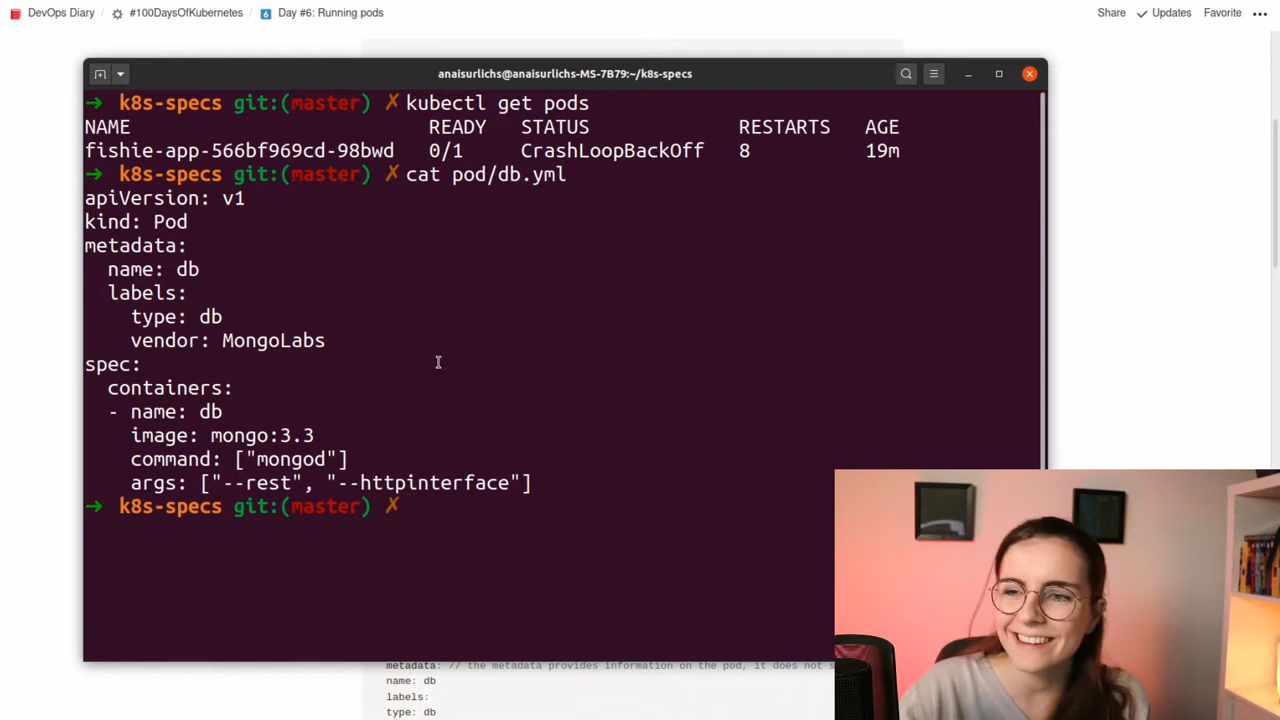 DevOps Diary / #100DaysOfKubernetes / Day #6: Running pods
Share Updates Favorite
anaisurlichs@anaisurlichs-MS-7B79:~/k8s-specs
→ k8s-specs git:(master) ✗ kubectl get pods
NAME READY STATUS RESTARTS AGE
fishie-app-566bf969cd-98bwd 0/1 CrashLoopBackOff 8 19m
→ k8s-specs git:(master) ✗ cat pod/db.yml
apiVersion: v1
kind: Pod
metadata:
  name: db
  labels:
    type: db
    vendor: MongoLabs
spec:
  containers:
  - name: db
    image: mongo:3.3
    command: ["mongod"]
    args: ["--rest", "--httpinterface"]
→ k8s-specs git:(master) ✗
metadata: // the metadata provides information on the pod, it does not s
name: db
labels:
type: db